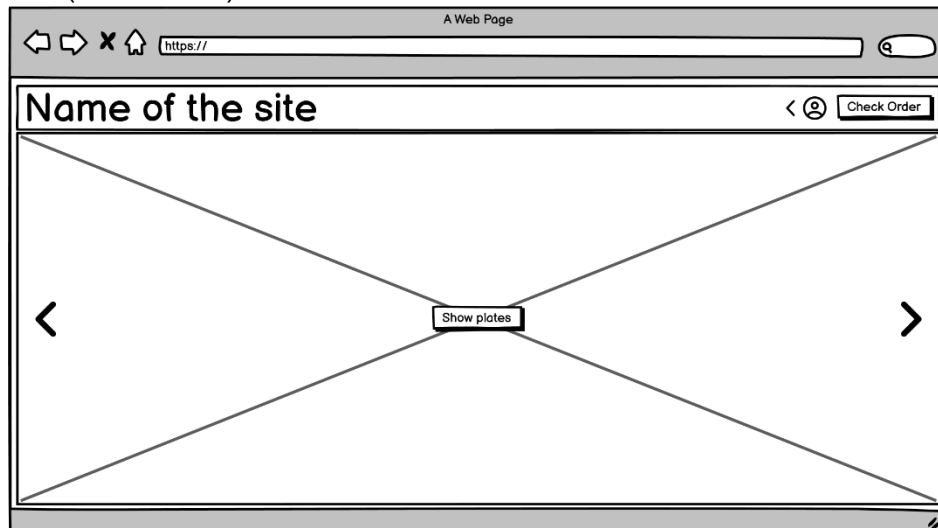 A Web Page
https://
Name of the site
Check Order
Show plates